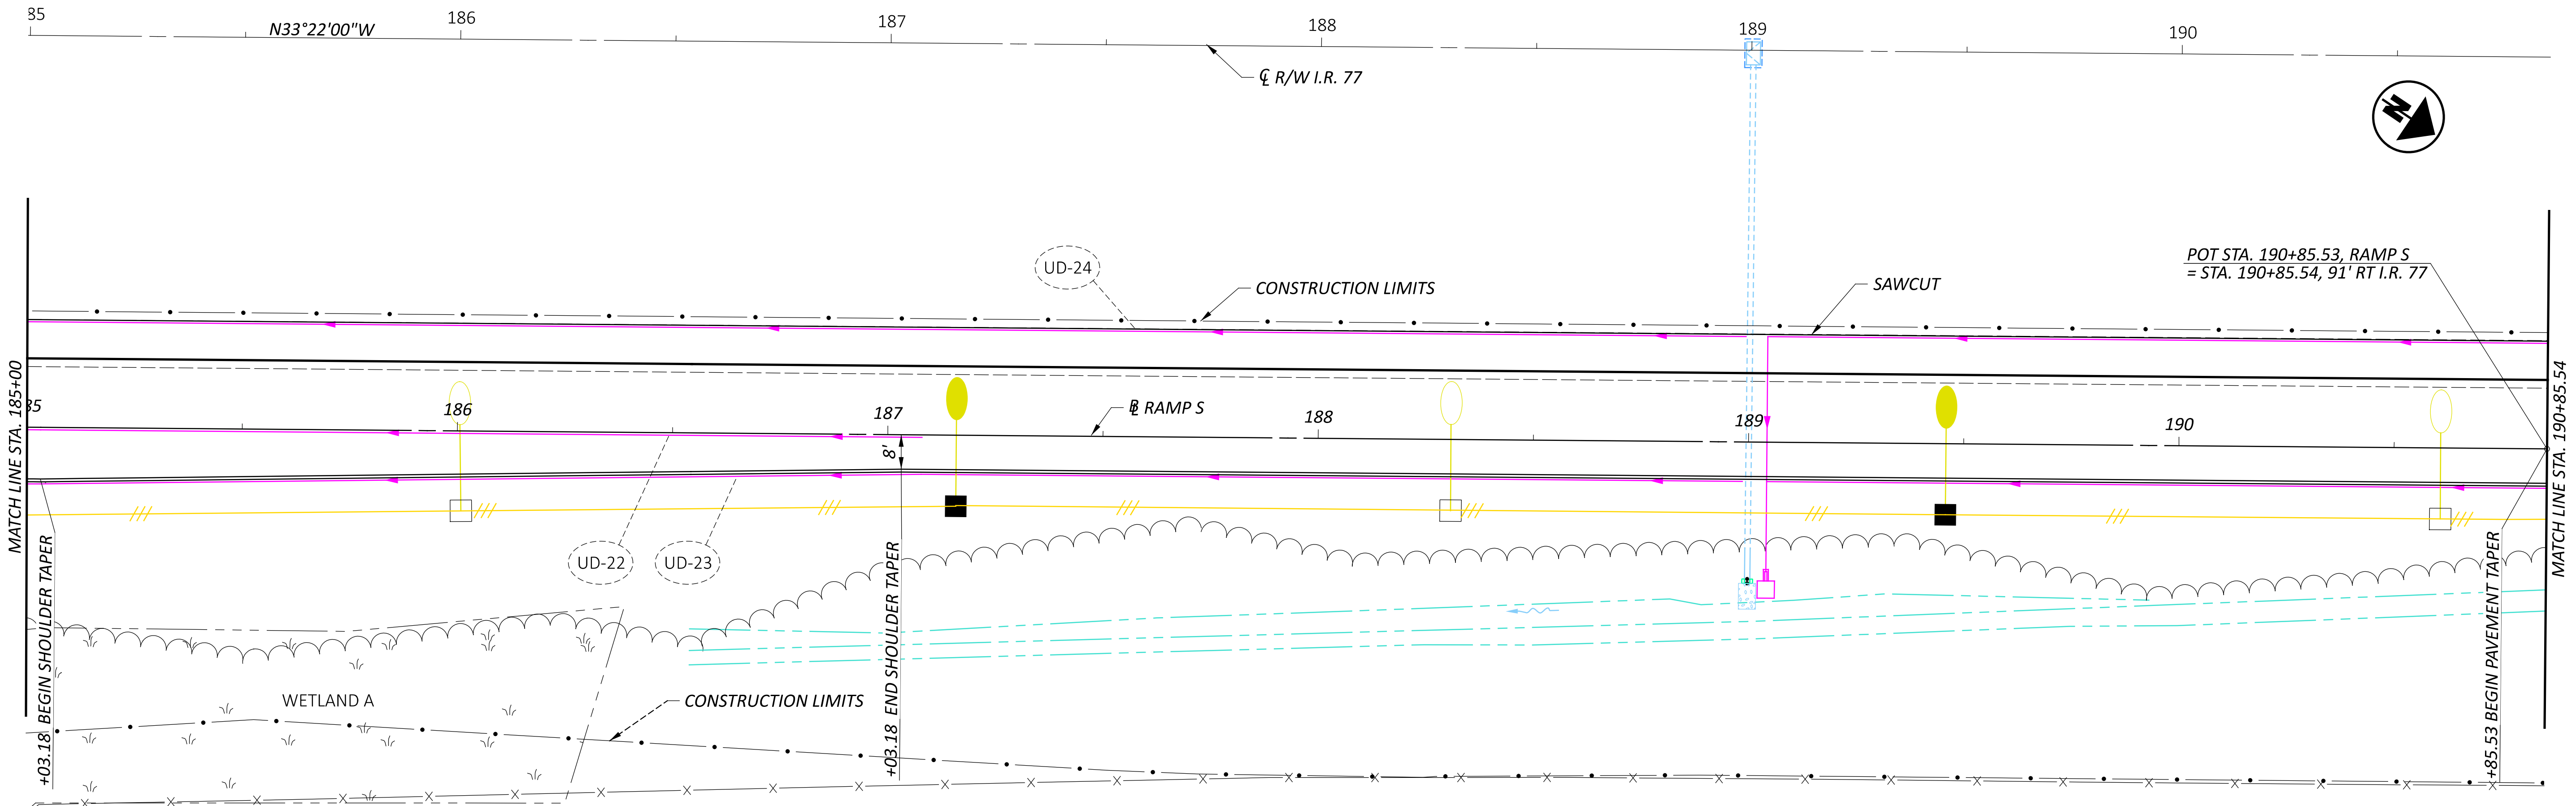 85
186
187
188
189
190
N33°22'00"W
℄ R/W I.R. 77
N
UD-24
CONSTRUCTION LIMITS
SAWCUT
POT STA. 190+85.53, RAMP S
= STA. 190+85.54, 91' RT I.R. 77
MATCH LINE STA. 185+00
MATCH LINE STA. 190+85.54
85
186
187
188
189
190
BL RAMP S
8'
UD-22
UD-23
+03.18 BEGIN SHOULDER TAPER
+03.18 END SHOULDER TAPER
+85.53 BEGIN PAVEMENT TAPER
WETLAND A
CONSTRUCTION LIMITS